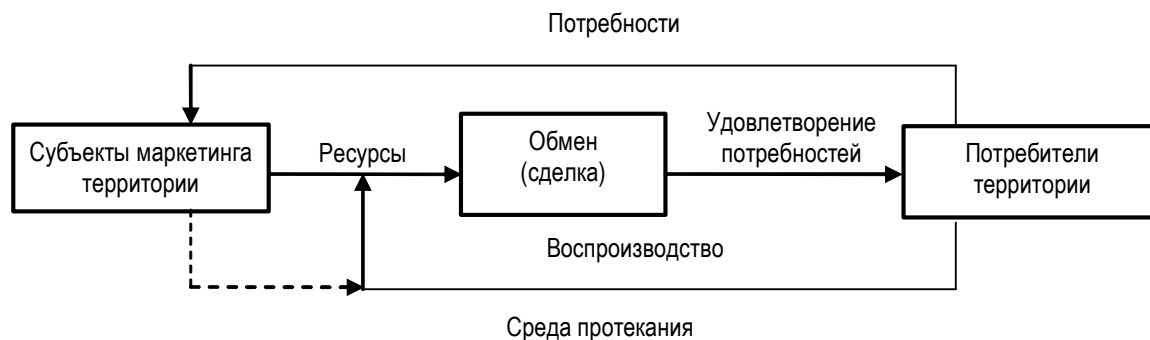 Потребности
Субъекты маркетинга
территории
Ресурсы
Обмен
(сделка)
Удовлетворение
потребностей
Потребители
территории
Воспроизводство
Среда протекания